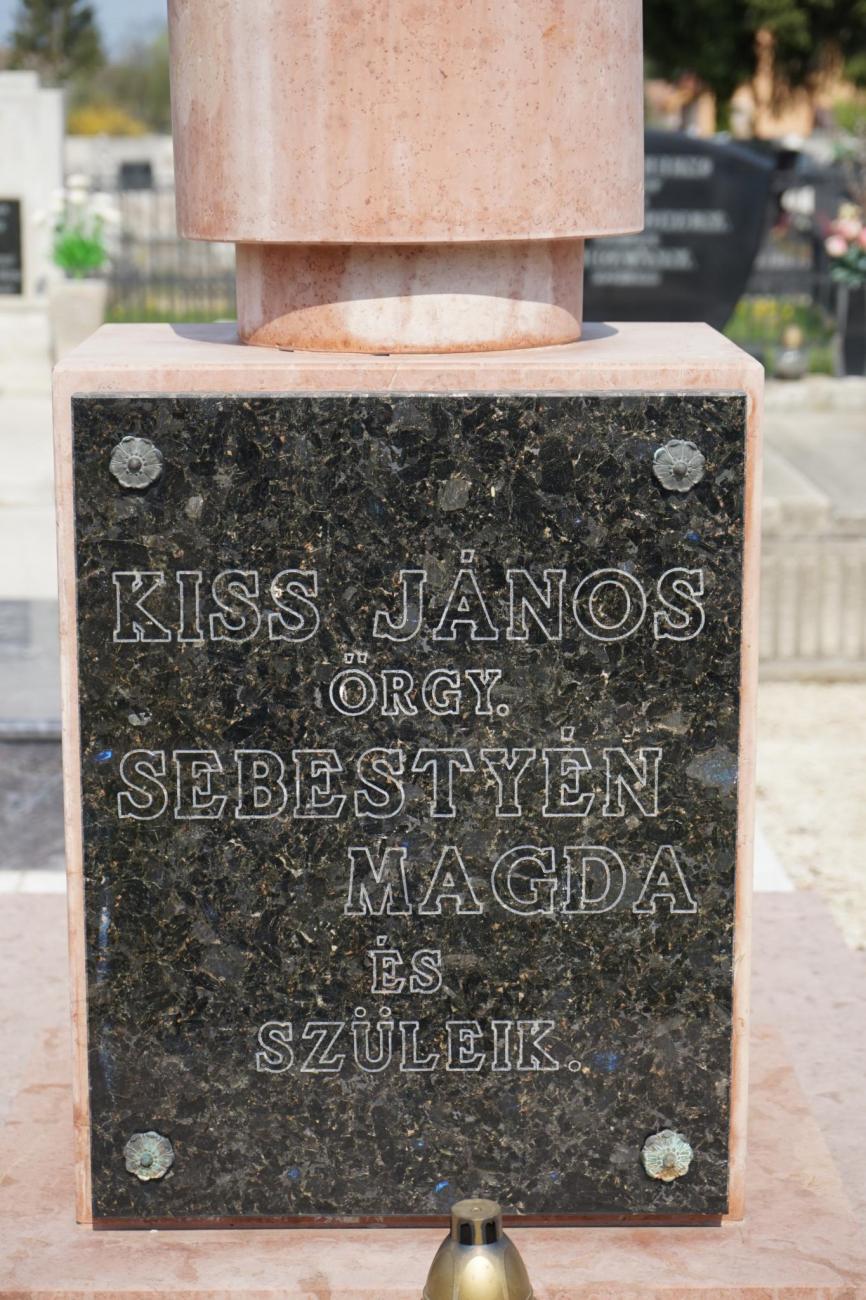 KISS JÁNOS
ÖRGY.
SEBESTYÉN
MAGDA
ÉS
SZÜLEIK.